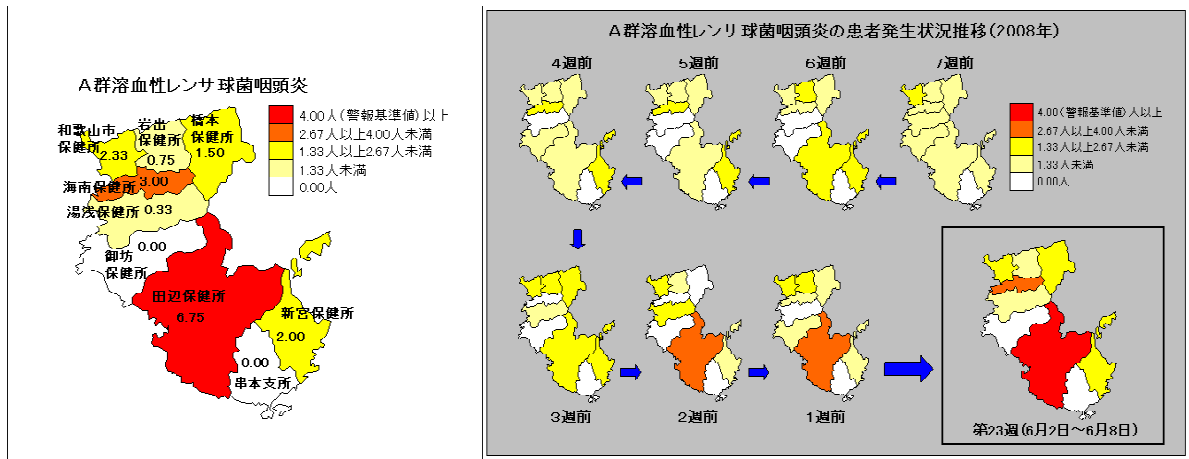 A群溶血性レンサ球菌咽頭炎
4.00人(警報基準値)以上
2.67人以上4.00人未満
1.33人以上2.67人未満
1.33人未満
0.00人
和歌山市
保健所
2.33
岩出
保健所
0.75
橋本
保健所
1.50
海南保健所
3.00
湯浅保健所
0.33
0.00
御坊
保健所
田辺保健所
6.75
新宮保健所
2.00
0.00
串本支所
A群溶血性レンサ球菌咽頭炎の患者発生状況推移(2008年)
4週前
5週前
6週前
7週前
4.00(警報基準値)人以上
2.67人以上4.00人未満
1.33人以上2.67人未満
1.33人未満
0.00人
3週前
2週前
1週前
第23週(6月2日～6月8日)